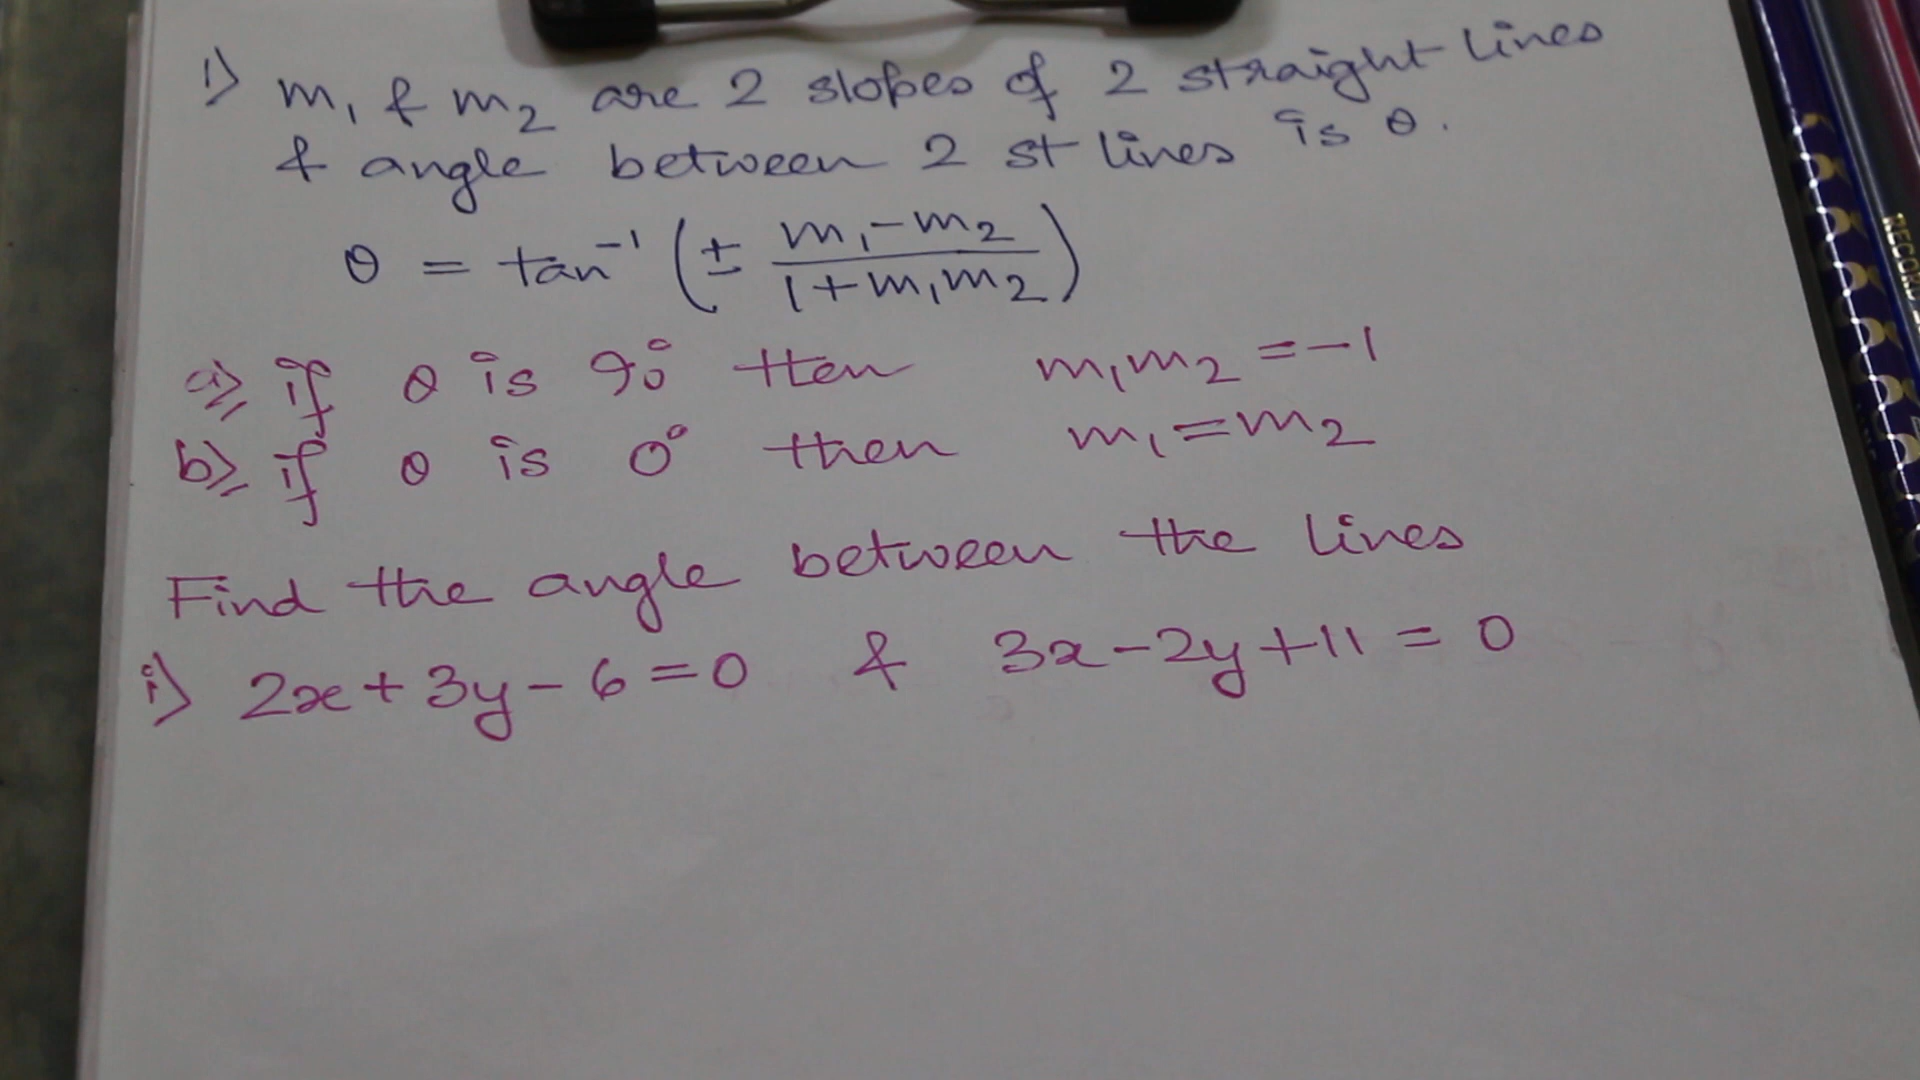 1) m₁ & m₂ are 2 slopes of 2 straight lines
& angle between 2 st lines is θ.
θ = tan⁻¹ (± (m₁-m₂)/(1+m₁m₂))
a) if θ is 90° then m₁m₂ = -1
b) if θ is 0° then m₁ = m₂
Find the angle between the lines
i) 2x + 3y - 6 = 0 & 3x - 2y + 11 = 0